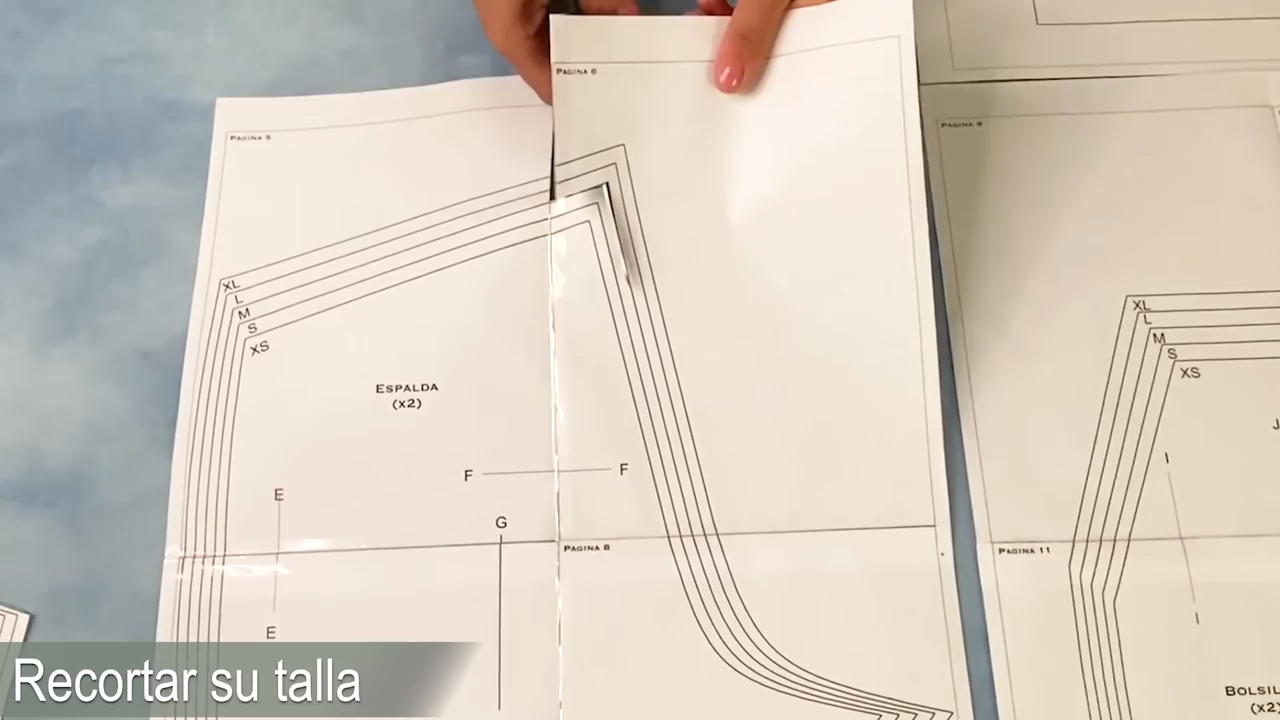 PAGINA 6
PAGINA 5
PAGINA 9
XL
L
M
S
XS
XL
L
M
S
XS
ESPALDA
(x2)
F F
E
G
I
PAGINA 8
PAGINA 11
I
E
Recortar su talla
(x2)